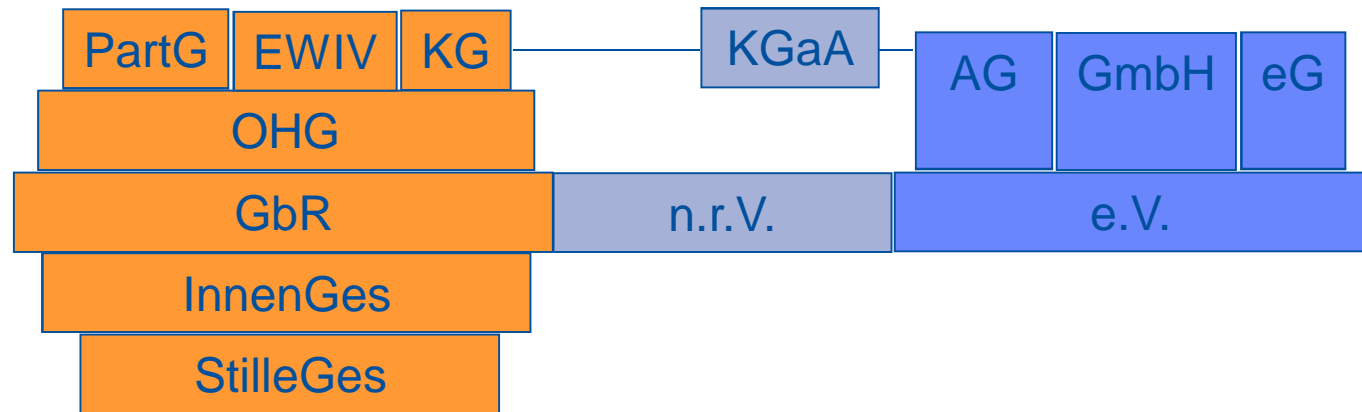 PartG EWIV KG KGaA AG GmbH eG
OHG
GbR n.r.V. e.V.
InnenGes
StilleGes